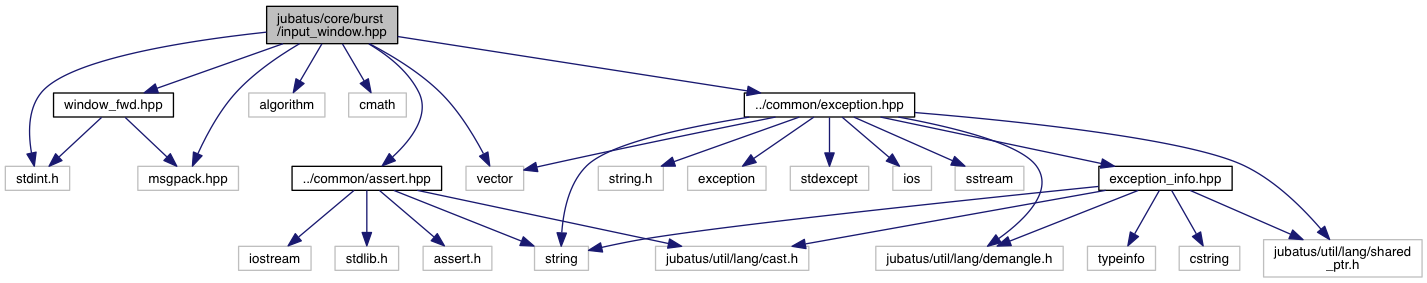 jubatus/core/burst
/input_window.hpp
window_fwd.hpp
algorithm
cmath
../common/exception.hpp
stdint.h
msgpack.hpp
../common/assert.hpp
vector
string.h
exception
stdexcept
ios
sstream
exception_info.hpp
iostream
stdlib.h
assert.h
string
jubatus/util/lang/cast.h
jubatus/util/lang/demangle.h
typeinfo
cstring
jubatus/util/lang/shared
_ptr.h